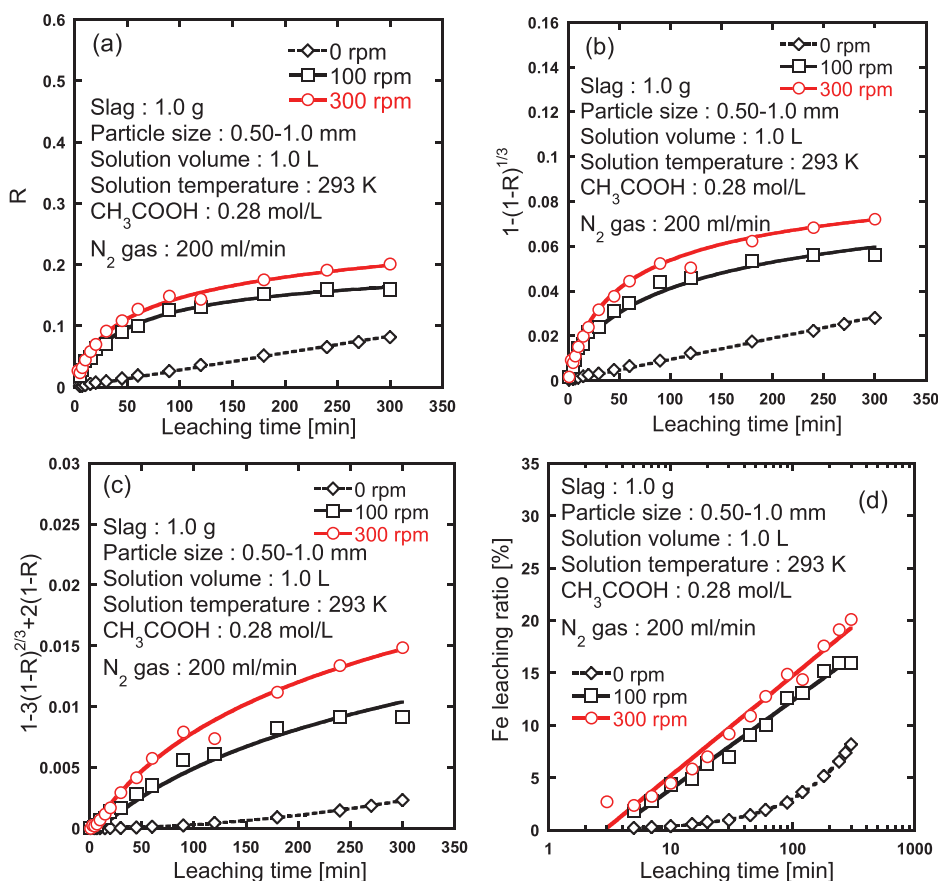 (a)
0 rpm
100 rpm
300 rpm
Slag : 1.0 g
Particle size : 0.50-1.0 mm
Solution volume : 1.0 L
Solution temperature : 293 K
CH3COOH : 0.28 mol/L
N2 gas : 200 ml/min
R
0.6
0.5
0.4
0.3
0.2
0.1
0
0 50 100 150 200 250 300 350
Leaching time [min]
(b)
0 rpm
100 rpm
300 rpm
Slag : 1.0 g
Particle size : 0.50-1.0 mm
Solution volume : 1.0 L
Solution temperature : 293 K
CH3COOH : 0.28 mol/L
N2 gas : 200 ml/min
1-(1-R)1/3
0.16
0.14
0.12
0.1
0.08
0.06
0.04
0.02
0
0 50 100 150 200 250 300 350
Leaching time [min]
(c)
0 rpm
100 rpm
300 rpm
Slag : 1.0 g
Particle size : 0.50-1.0 mm
Solution volume : 1.0 L
Solution temperature : 293 K
CH3COOH : 0.28 mol/L
N2 gas : 200 ml/min
1-3(1-R)2/3+2(1-R)
0.03
0.025
0.02
0.015
0.01
0.005
0
0 50 100 150 200 250 300 350
Leaching time [min]
(d)
Slag : 1.0 g
Particle size : 0.50-1.0 mm
Solution volume : 1.0 L
Solution temperature : 293 K
CH3COOH : 0.28 mol/L
N2 gas : 200 ml/min
0 rpm
100 rpm
300 rpm
Fe leaching ratio [%]
35
30
25
20
15
10
5
0
1 10 100 1000
Leaching time [min]